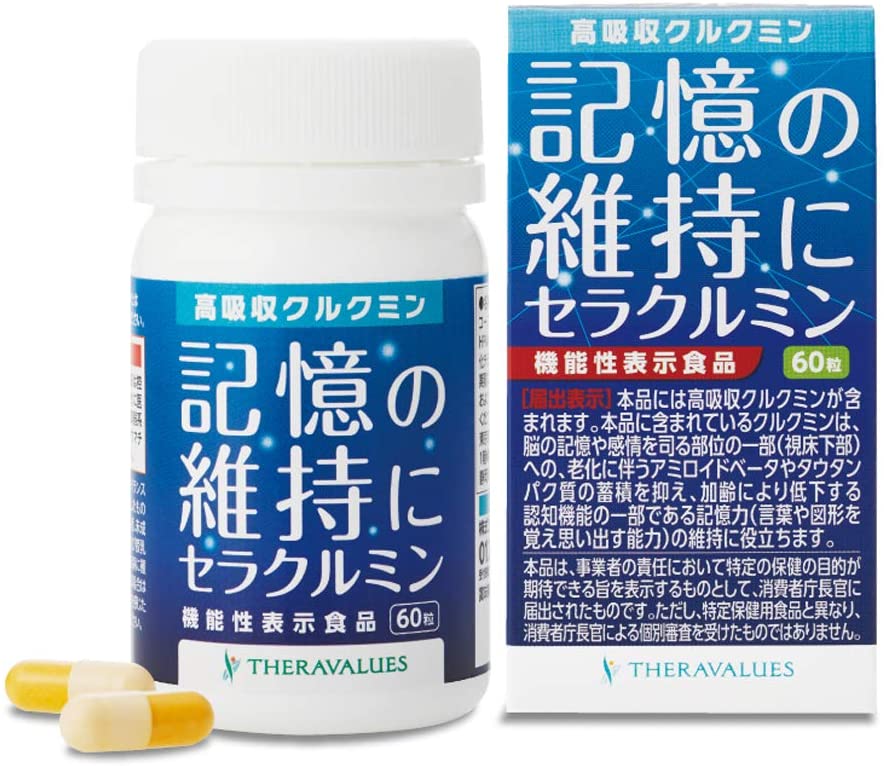 高吸収クルクミン
記憶の
維持に
セラクルミン
機能性表示食品 60粒
THERAVALUES
高吸収クルクミン
記憶の
維持に
セラクルミン
機能性表示食品 60粒
[届出表示]本品には高吸収クルクミンが含
まれます。本品に含まれているクルクミンは、
脳の記憶や感情を司る部位の一部(視床下部)
への、老化に伴うアミロイドベータやタウタン
パク質の蓄積を抑え、加齢により低下する
認知機能の一部である記憶力(言葉や図形を
覚え思い出す能力)の維持に役立ちます。
本品は、事業者の責任において特定の保健の目的が
期待できる旨を表示するものとして、消費者庁長官に
届出されたものです。ただし、特定保健用食品と異なり、
消費者庁長官による個別審査を受けたものではありません。
THERAVALUES